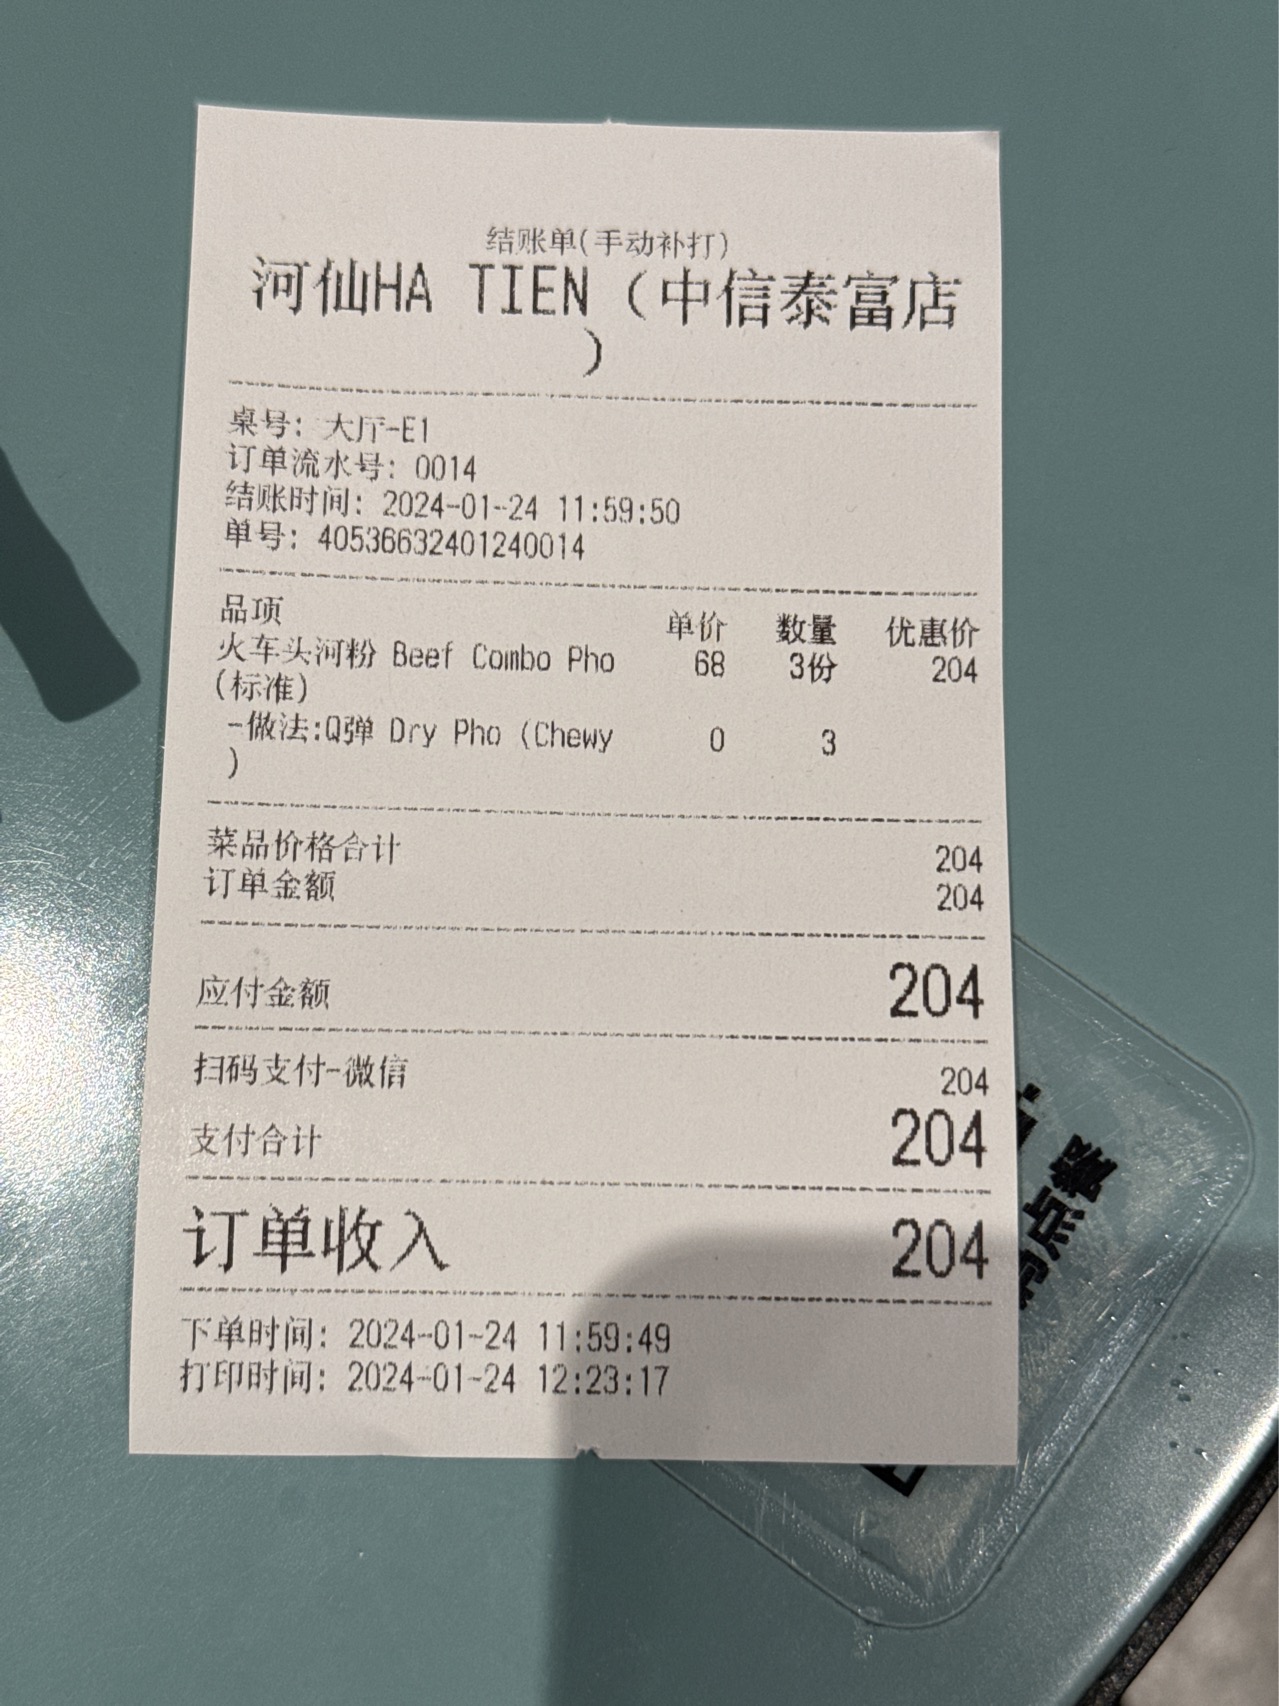 结账单(手动补打)
河仙HA TIEN（中信泰富店
）
桌号: 大厅-E1
订单流水号: 0014
结账时间: 2024-01-24 11:59:50
单号: 40536632401240014
品项 单价 数量 优惠价
火车头河粉 Beef Combo Pho 68 3份 204
(标准)
-做法:Q弹 Dry Pho (Chewy 0 3
)
菜品价格合计 204
订单金额 204
应付金额 204
扫码支付-微信 204
支付合计 204
订单收入 204
下单时间: 2024-01-24 11:59:49
打印时间: 2024-01-24 12:23:17
点餐